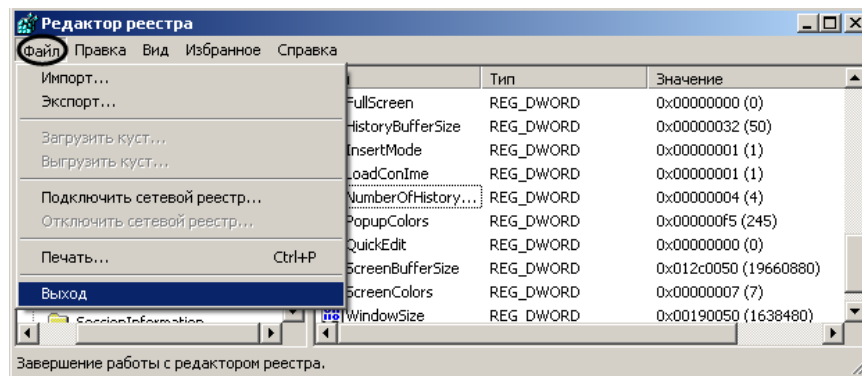 Редактор реестра
Файл Правка Вид Избранное Справка
Импорт...
Экспорт...
Загрузить куст...
Выгрузить куст...
Подключить сетевой реестр...
Отключить сетевой реестр...
Печать... Ctrl+P
Выход
Тип Значение
FullScreen REG_DWORD 0x00000000 (0)
HistoryBufferSize REG_DWORD 0x00000032 (50)
InsertMode REG_DWORD 0x00000001 (1)
LoadConIme REG_DWORD 0x00000001 (1)
NumberOfHistory... REG_DWORD 0x00000004 (4)
PopupColors REG_DWORD 0x000000f5 (245)
QuickEdit REG_DWORD 0x00000000 (0)
ScreenBufferSize REG_DWORD 0x012c0050 (19660880)
ScreenColors REG_DWORD 0x00000007 (7)
SessionInformation WindowSize REG_DWORD 0x00190050 (1638480)
Завершение работы с редактором реестра.